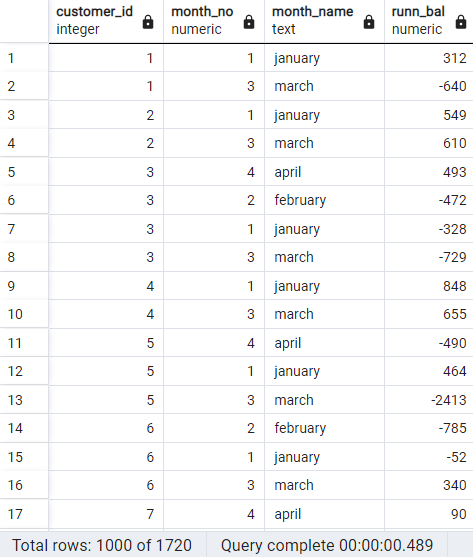 customer_id month_no month_name runn_bal
integer numeric text numeric
1 1 1 january 312
2 1 3 march -640
3 2 1 january 549
4 2 3 march 610
5 3 4 april 493
6 3 2 february -472
7 3 1 january -328
8 3 3 march -729
9 4 1 january 848
10 4 3 march 655
11 5 4 april -490
12 5 1 january 464
13 5 3 march -2413
14 6 2 february -785
15 6 1 january -52
16 6 3 march 340
17 7 4 april 90
Total rows: 1000 of 1720 Query complete 00:00:00.489